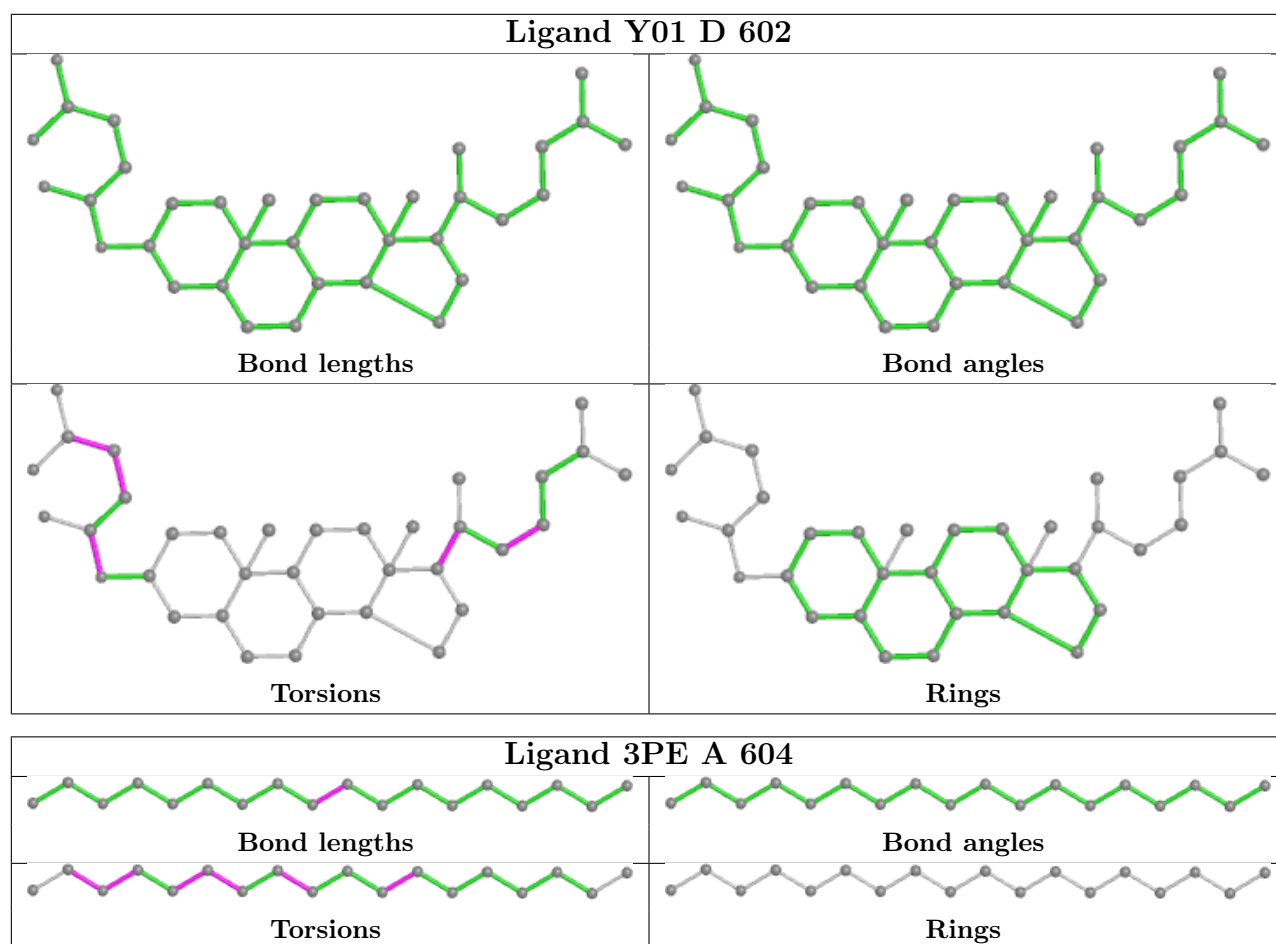 Ligand Y01 D 602
Bond lengths
Bond angles
Torsions
Rings
Ligand 3PE A 604
Bond lengths
Bond angles
Torsions
Rings